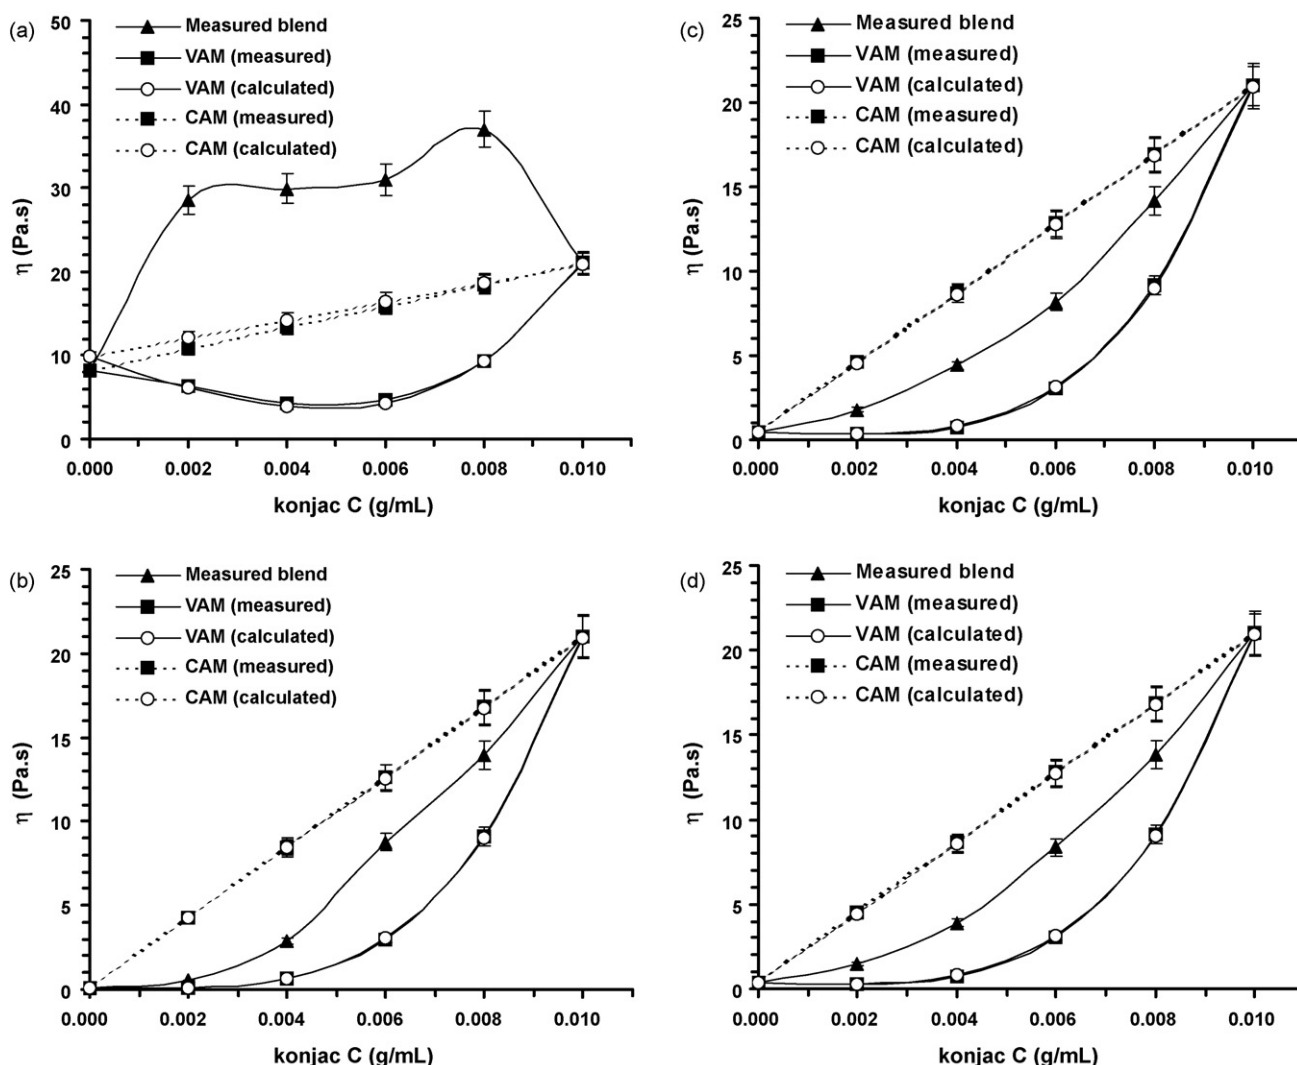 (a)
50
40
30
20
10
0
η (Pa.s)
Measured blend
VAM (measured)
VAM (calculated)
CAM (measured)
CAM (calculated)
0.000 0.002 0.004 0.006 0.008 0.010
konjac C (g/mL)
(c)
25
20
15
10
5
0
η (Pa.s)
Measured blend
VAM (measured)
VAM (calculated)
CAM (measured)
CAM (calculated)
0.000 0.002 0.004 0.006 0.008 0.010
konjac C (g/mL)
(b)
25
20
15
10
5
0
η (Pa.s)
Measured blend
VAM (measured)
VAM (calculated)
CAM (measured)
CAM (calculated)
0.000 0.002 0.004 0.006 0.008 0.010
konjac C (g/mL)
(d)
25
20
15
10
5
0
η (Pa.s)
Measured blend
VAM (measured)
VAM (calculated)
CAM (measured)
CAM (calculated)
0.000 0.002 0.004 0.006 0.008 0.010
konjac C (g/mL)